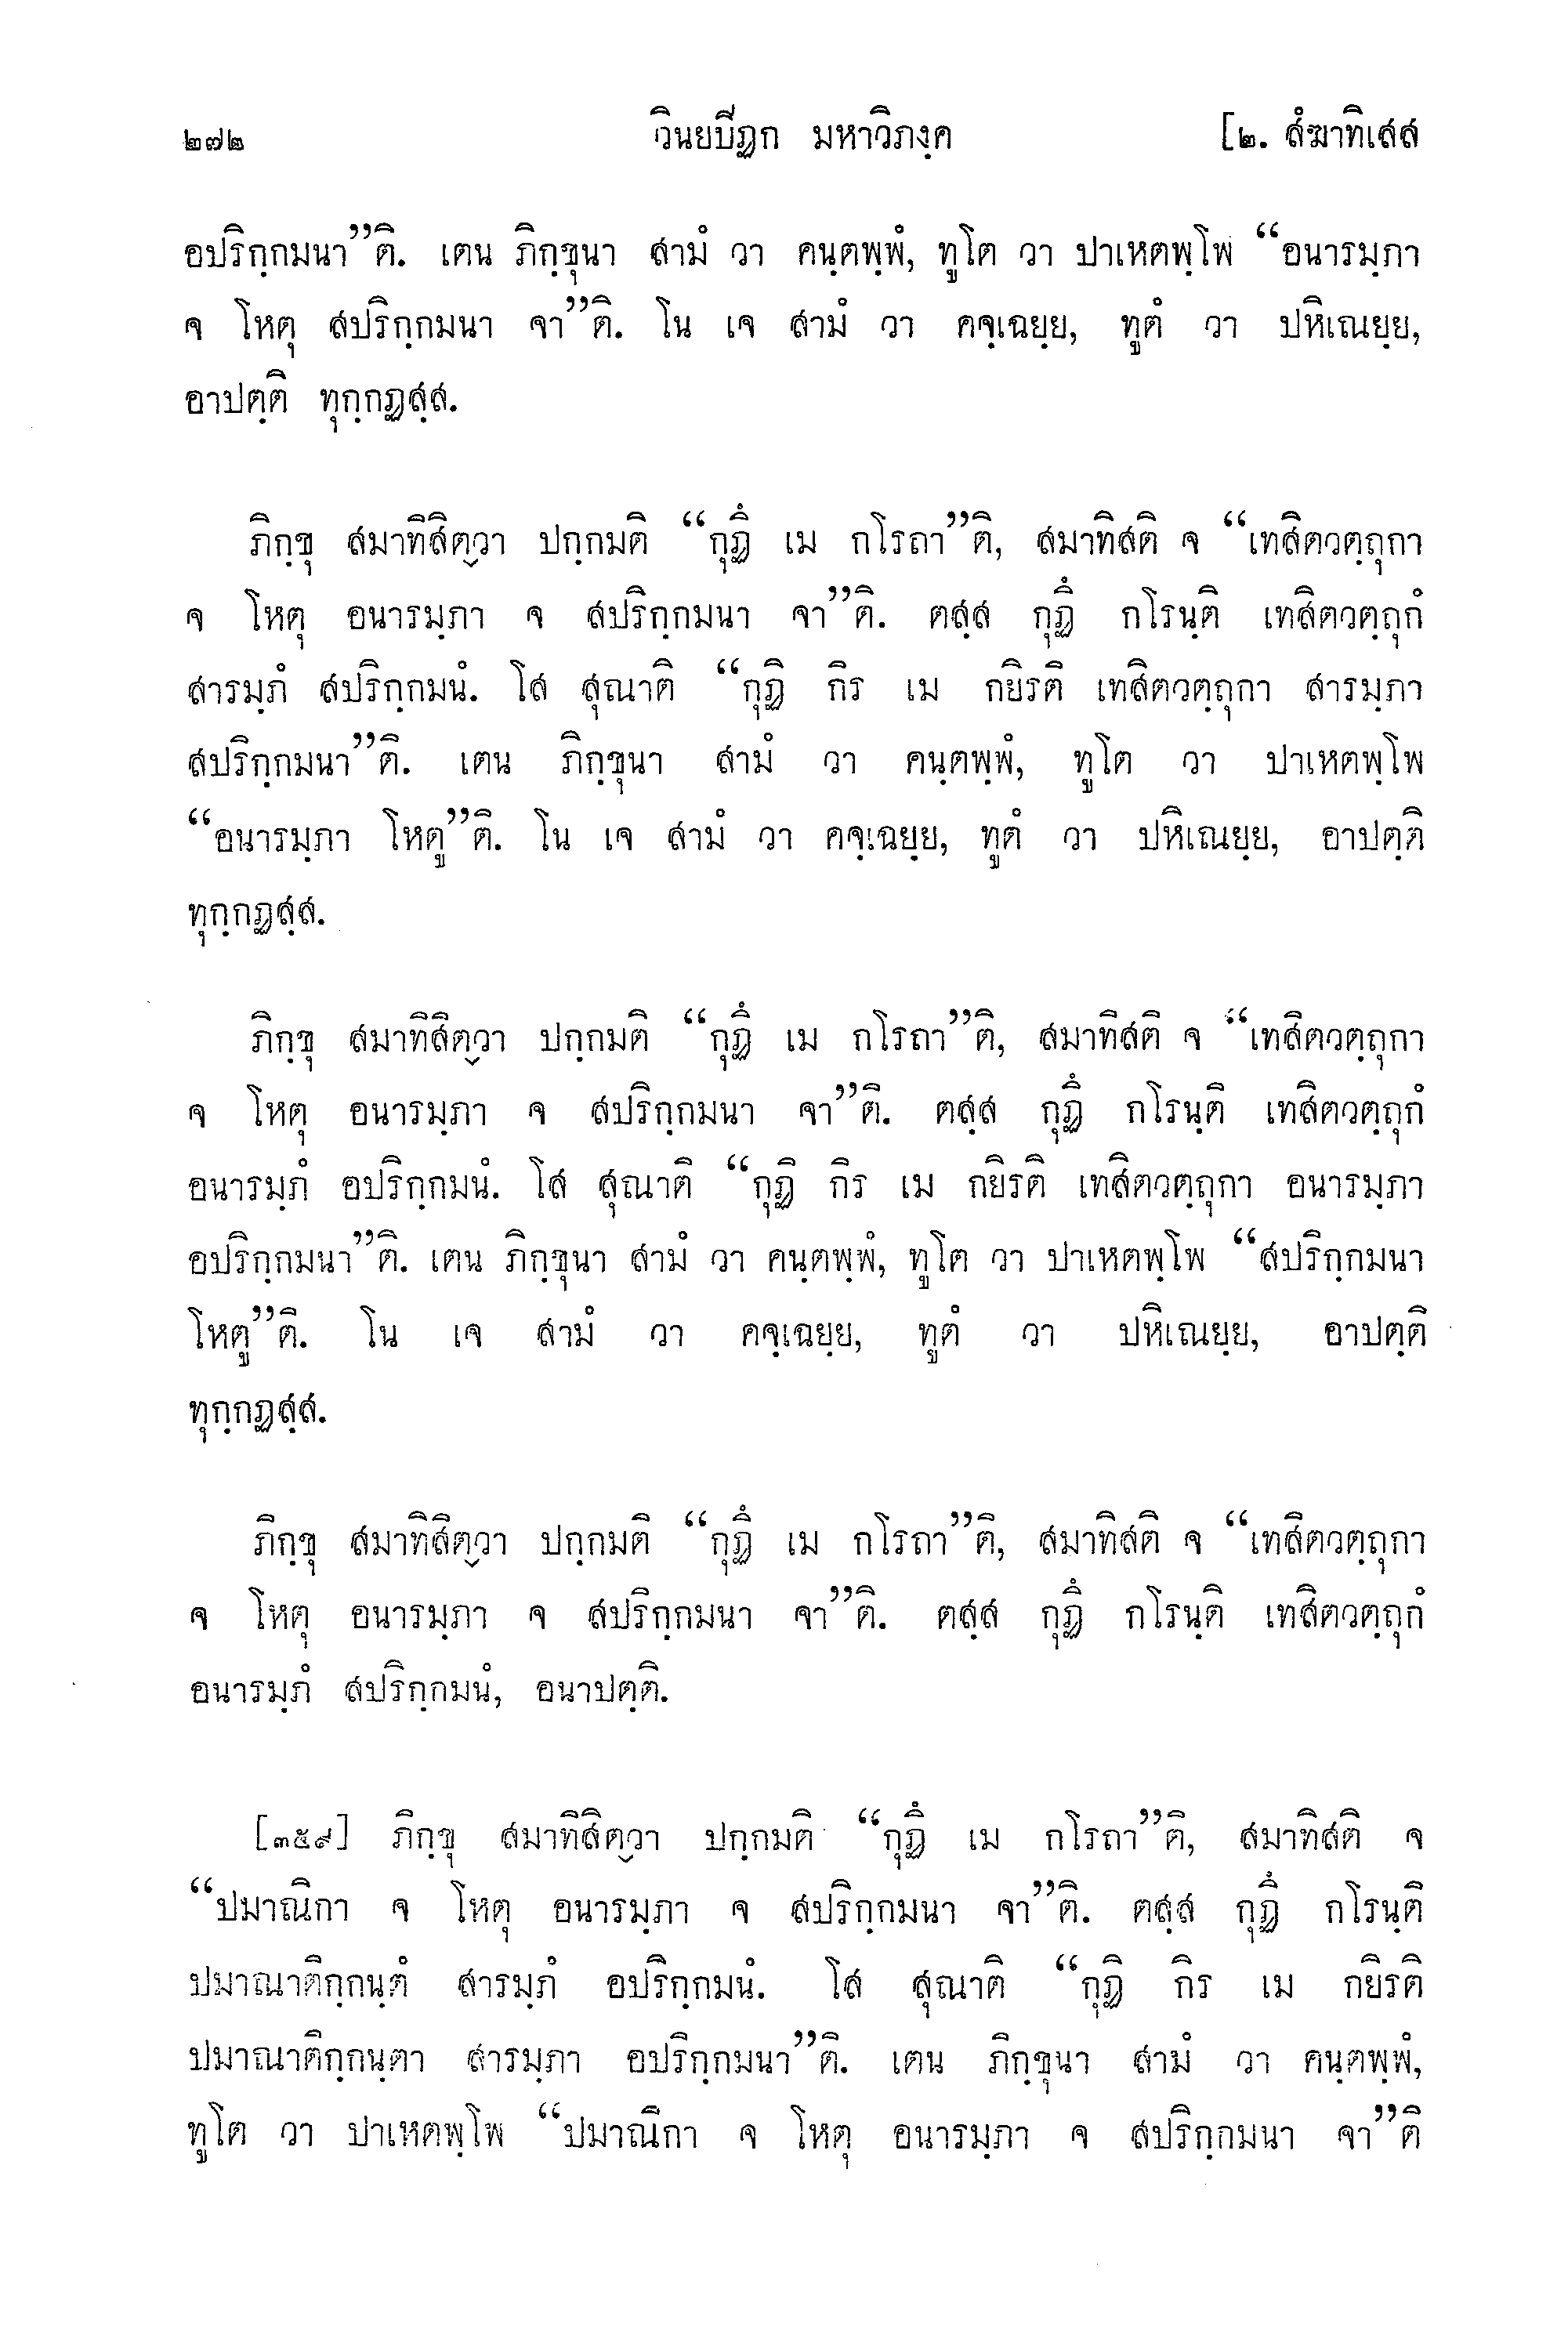 ๒๗๒ วินยปีฏก มหาวิภงฺค [๒. สํฆาทิเสส
อปริกฺกมนา”ติ. เตน ภิกฺขุนา สามํ วา คนฺตพฺพํ, ทูโต วา ปาเหตพฺโพ “อนารมฺภา
จ โหตุ สปริกฺกมนา จา”ติ. โน เจ สามํ วา คจฺเฉยฺย, ทูตํ วา ปหิเณยฺย,
อาปตฺติ ทุกฺกฏสฺส.
ภิกฺขุ สมาทิสิตฺวา ปกฺกมติ “กุฏึ เม กโรถา”ติ, สมาทิสติ จ “เทสิตวตฺถุกา
จ โหตุ อนารมฺภา จ สปริกฺกมนา จา”ติ. ตสฺส กุฏึ กโรนฺติ เทสิตวตฺถุกํ
สารมฺภํ สปริกฺกมนํ. โส สุณาติ “กุฏิ กิร เม กยิรติ เทสิตวตฺถุกา สารมฺภา
สปริกฺกมนา”ติ. เตน ภิกฺขุนา สามํ วา คนฺตพฺพํ, ทูโต วา ปาเหตพฺโพ
“อนารมฺภา โหตู”ติ. โน เจ สามํ วา คจฺเฉยฺย, ทูตํ วา ปหิเณยฺย, อาปตฺติ
ทุกฺกฏสฺส.
ภิกฺขุ สมาทิสิตฺวา ปกฺกมติ “กุฏึ เม กโรถา”ติ, สมาทิสติ จ “เทสิตวตฺถุกา
จ โหตุ อนารมฺภา จ สปริกฺกมนา จา”ติ. ตสฺส กุฏึ กโรนฺติ เทสิตวตฺถุกํ
อนารมฺภํ อปริกฺกมนํ. โส สุณาติ “กุฏิ กิร เม กยิรติ เทสิตวตฺถุกา อนารมฺภา
อปริกฺกมนา”ติ. เตน ภิกฺขุนา สามํ วา คนฺตพฺพํ, ทูโต วา ปาเหตพฺโพ “สปริกฺกมนา
โหตู”ติ. โน เจ สามํ วา คจฺเฉยฺย, ทูตํ วา ปหิเณยฺย, อาปตฺติ
ทุกฺกฏสฺส.
ภิกฺขุ สมาทิสิตฺวา ปกฺกมติ “กุฏึ เม กโรถา”ติ, สมาทิสติ จ “เทสิตวตฺถุกา
จ โหตุ อนารมฺภา จ สปริกฺกมนา จา”ติ. ตสฺส กุฏึ กโรนฺติ เทสิตวตฺถุกํ
อนารมฺภํ สปริกฺกมนํ, อนาปตฺติ.
[๓๕๙] ภิกฺขุ สมาทิสิตฺวา ปกฺกมติ “กุฏึ เม กโรถา”ติ, สมาทิสติ จ
“ปมาณิกา จ โหตุ อนารมฺภา จ สปริกฺกมนา จา”ติ. ตสฺส กุฏึ กโรนฺติ
ปมาณาติกฺกนฺตํ สารมฺภํ อปริกฺกมนํ. โส สุณาติ “กุฏิ กิร เม กยิรติ
ปมาณาติกฺกนฺตา สารมฺภา อปริกฺกมนา”ติ. เตน ภิกฺขุนา สามํ วา คนฺตพฺพํ,
ทูโต วา ปาเหตพฺโพ “ปมาณิกา จ โหตุ อนารมฺภา จ สปริกฺกมนา จา”ติ